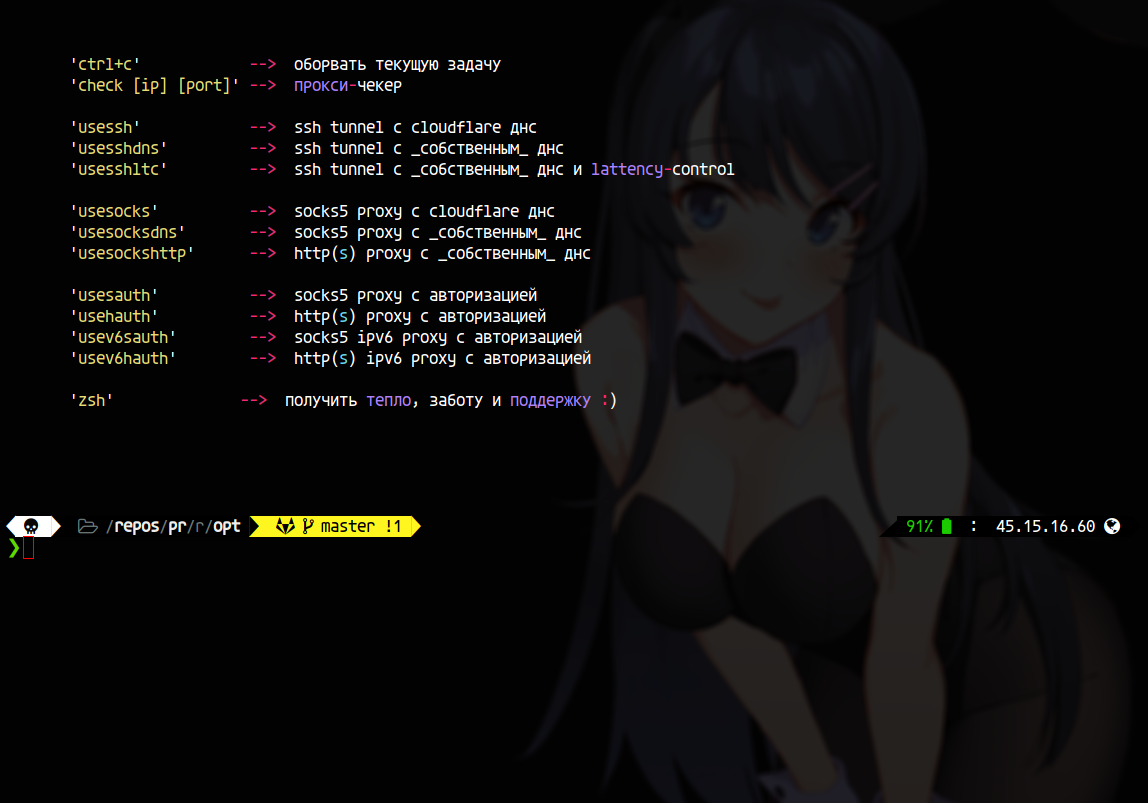 'ctrl+c' --> оборвать текущую задачу
'check [ip] [port]' --> прокси-чекер
'usessh' --> ssh tunnel с cloudflare днс
'usesshdns' --> ssh tunnel с _собственным_ днс
'usesshltc' --> ssh tunnel с _собственным_ днс и lattency-control
'usesocks' --> socks5 proxy с cloudflare днс
'usesocksdns' --> socks5 proxy с _собственным_ днс
'usesockshttp' --> http(s) proxy с _собственным_ днс
'usesauth' --> socks5 proxy с авторизацией
'usehauth' --> http(s) proxy с авторизацией
'usev6sauth' --> socks5 ipv6 proxy с авторизацией
'usev6hauth' --> http(s) ipv6 proxy с авторизацией
'zsh' --> получить тепло, заботу и поддержку :)
/repos/pr/r/opt master !1 91% : 45.15.16.60
❯